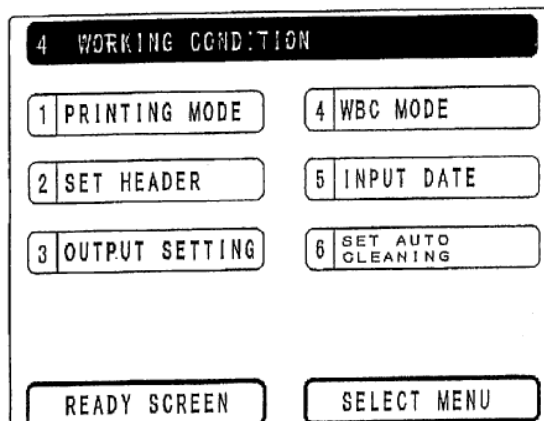 4 WORKING CONDITION
1 PRINTING MODE
4 WBC MODE
2 SET HEADER
5 INPUT DATE
3 OUTPUT SETTING
6 SET AUTO
CLEANING
READY SCREEN
SELECT MENU